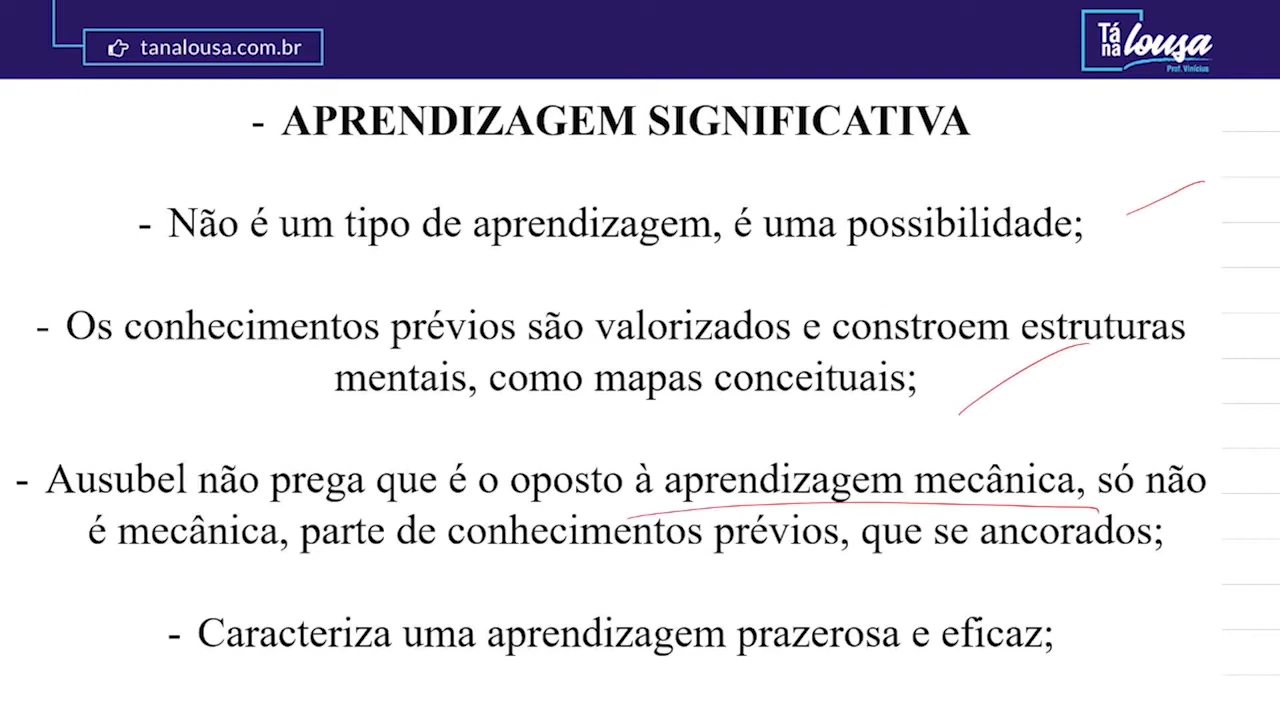 tanalousa.com.br
Tá
na lousa
Prof. Vinícius
- APRENDIZAGEM SIGNIFICATIVA
- Não é um tipo de aprendizagem, é uma possibilidade;
- Os conhecimentos prévios são valorizados e constroem estruturas
mentais, como mapas conceituais;
- Ausubel não prega que é o oposto à aprendizagem mecânica, só não
é mecânica, parte de conhecimentos prévios, que se ancorados;
- Caracteriza uma aprendizagem prazerosa e eficaz;